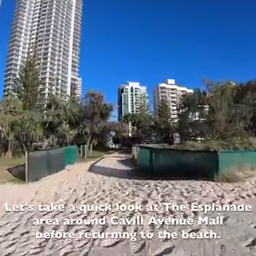 Let's take a quick look at The Esplanade
area around Cavill Avenue Mall
before returning to the beach.